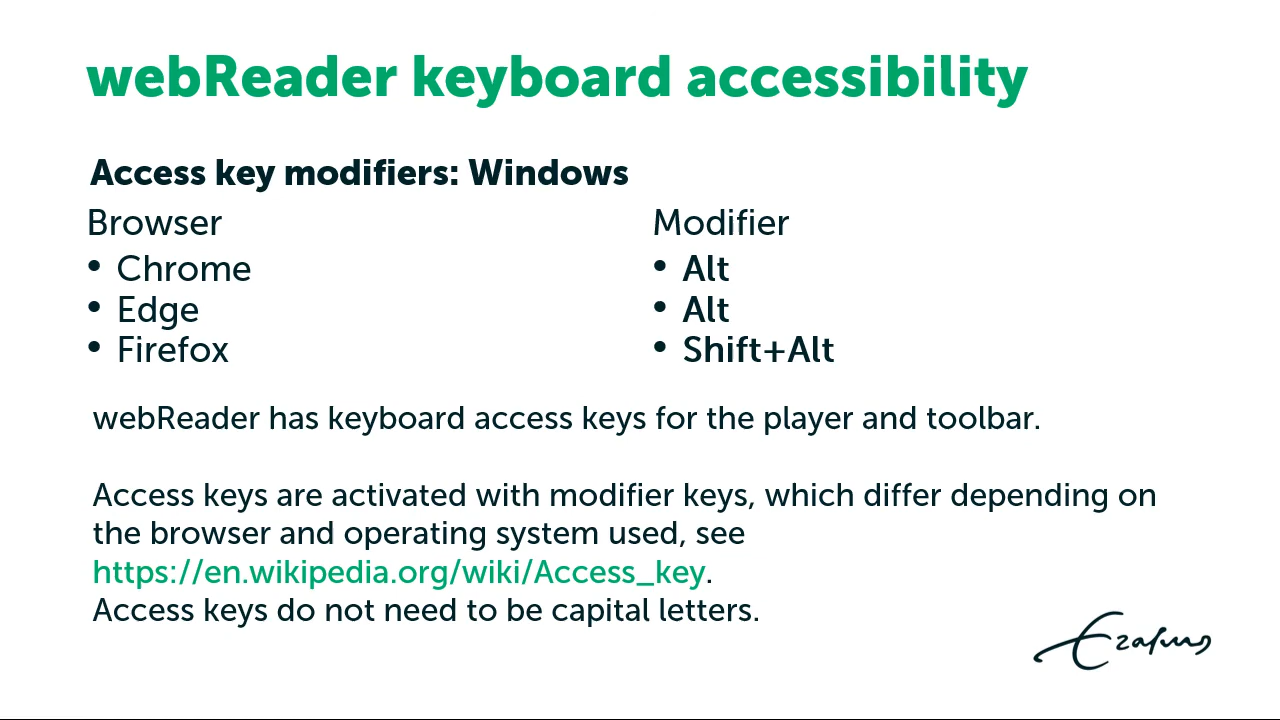 webReader keyboard accessibility
Access key modifiers: Windows
Browser
• Chrome
• Edge
• Firefox
Modifier
• Alt
• Alt
• Shift+Alt
webReader has keyboard access keys for the player and toolbar.
Access keys are activated with modifier keys, which differ depending on
the browser and operating system used, see
https://en.wikipedia.org/wiki/Access_key.
Access keys do not need to be capital letters.
Erasmus